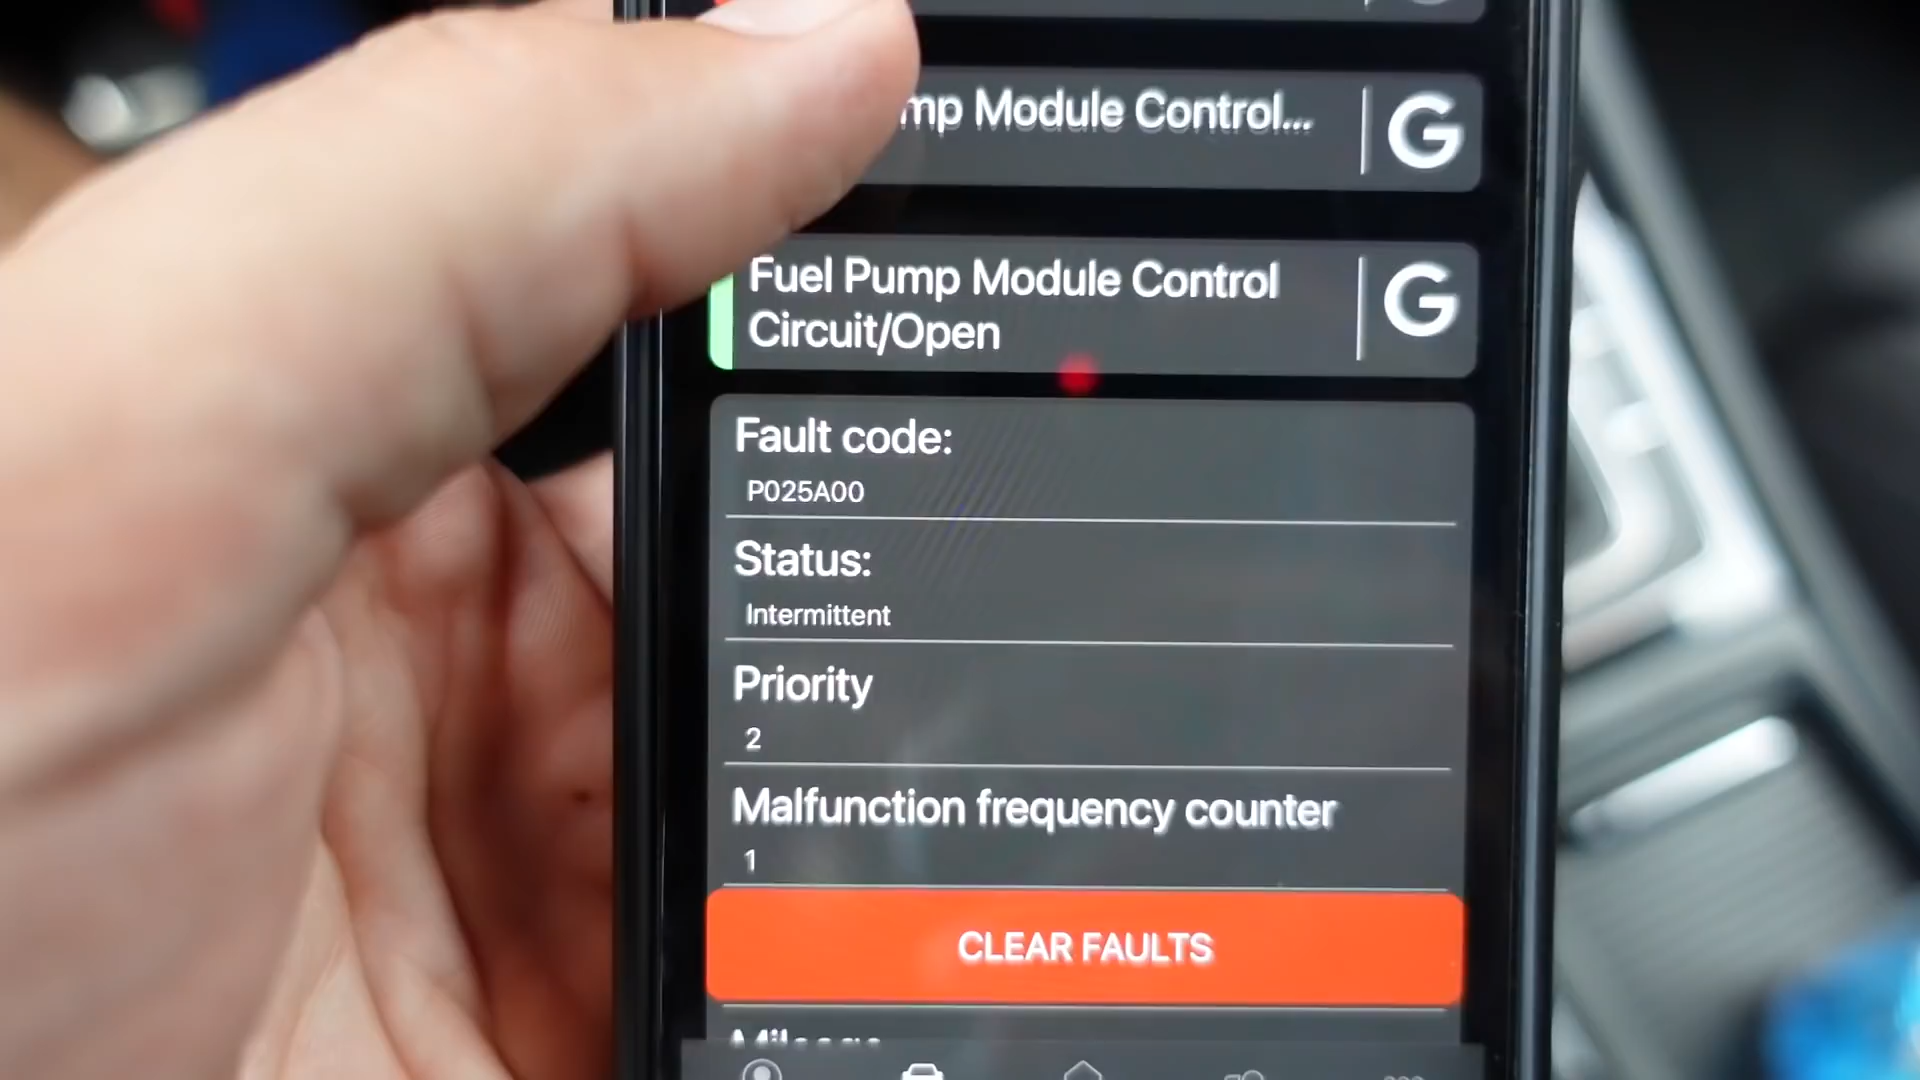 Module Control...
G
Fuel Pump Module Control
Circuit/Open
G
Fault code:
P025A00
Status:
Intermittent
Priority
2
Malfunction frequency counter
1
CLEAR FAULTS